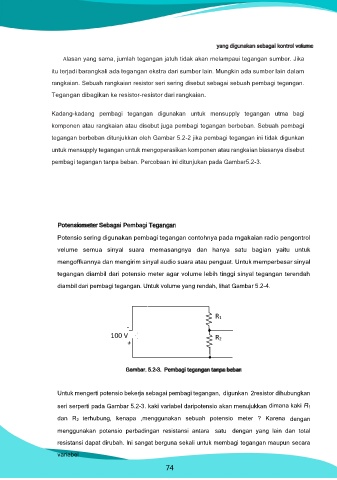 yang digunakan sebagai kontrol volume
Alasan yang sama, jumlah tegangan jatuh tidak akan melampaui tegangan sumber. Jika
itu terjadi barangkali ada tegangan ekstra dari sumber lain. Mungkin ada sumber lain dalam
rangkaian. Sebuah rangkaian resistor seri sering disebut sebagai sebuah pembagi tegangan.
Tegangan dibagikan ke resistor-resistor dari rangkaian.
Kadang-kadang pembagi tegangan digunakan untuk mensupply tegangan utma bagi
komponen atau rangkaian atau disebut juga pembagi tegangan berbeban. Sebuah pembagi
tegangan berbeban ditunjukkan oleh Gambar 5.2-2 jika pembagi tegangan ini tidak digunkan
untuk mensupply tegangan untuk mengoperasikan komponen atau rangkaian biasanya disebut
pembagi tegangan tanpa beban. Percobaan ini ditunjukan pada Gambar5.2-3.
Potensiometer Sebagai Pembagi Tegangan
Potensio sering digunakan pembagi tegangan contohnya pada rngakaian radio pengontrol
velume semua sinyal suara memasangnya dan hanya satu bagian yaitu untuk
mengoffkannya dan mengirim sinyal audio suara atau penguar. Untuk memperbesar sinyal
tegangan diambil dari potensio meter agar volume lebih tinggi sinyal tegangan terendah
diambil dari pembagi tegangan. Untuk volume yang rendah, lihat Gambar 5.2-4.
R1
-
100 V
R2
+
Gambar. 5.2-3. Pembagi tegangan tanpa beban
Untuk mengerti potensio bekerja sebagai pembagi tegangan, digunkan 2resistor dihubungkan
seri serperti pada Gambar 5.2-3. kaki variabel daripotensio akan menujukkan dimana kaki R1
dan R2 terhubung, kenapa ,menggunakan sebuah potensio meter ? Karena dengan
menggunakan potensio perbadingan resistansi antara satu dengan yang lain dan total
resistansi dapat dirubah. Ini sangat berguna sekali untuk membagi tegangan maupun secara
variabel.
74